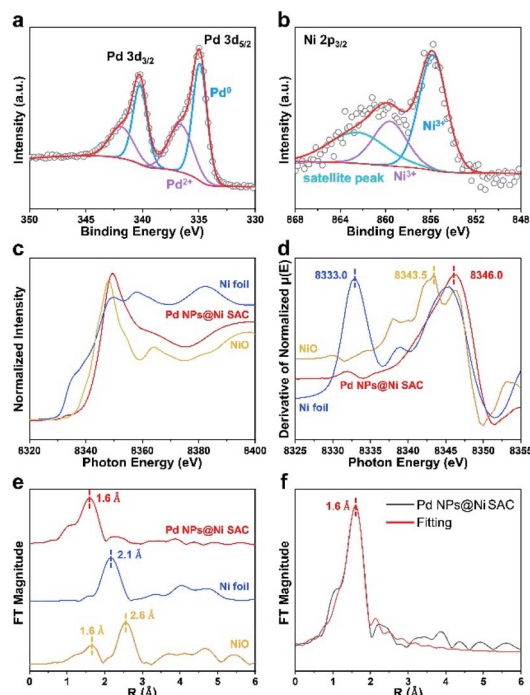 a
Pd 3d3/2
Pd 3d5/2
Pd0
Pd2+
Intensity (a.u.)
350 345 340 335 330
Binding Energy (eV)
b
Ni 2p3/2
Ni3+
Ni3+
satellite peak
Intensity (a.u.)
868 864 860 856 852 848
Binding Energy (eV)
c
Ni foil
Pd NPs@Ni SAC
NiO
Normalized Intensity
8320 8340 8360 8380 8400
Photon Energy (eV)
d
8333.0
8343.5
8346.0
NiO
Pd NPs@Ni SAC
Ni foil
Derivative of Normalized μ(E)
8325 8330 8335 8340 8345 8350 8355
Photon Energy (eV)
e
1.6 Å
Pd NPs@Ni SAC
2.1 Å
Ni foil
1.6 Å
2.6 Å
NiO
FT Magnitude
0 1 2 3 4 5 6
R (Å)
f
1.6 Å
Pd NPs@Ni SAC
Fitting
FT Magnitude
0 1 2 3 4 5 6
R (Å)